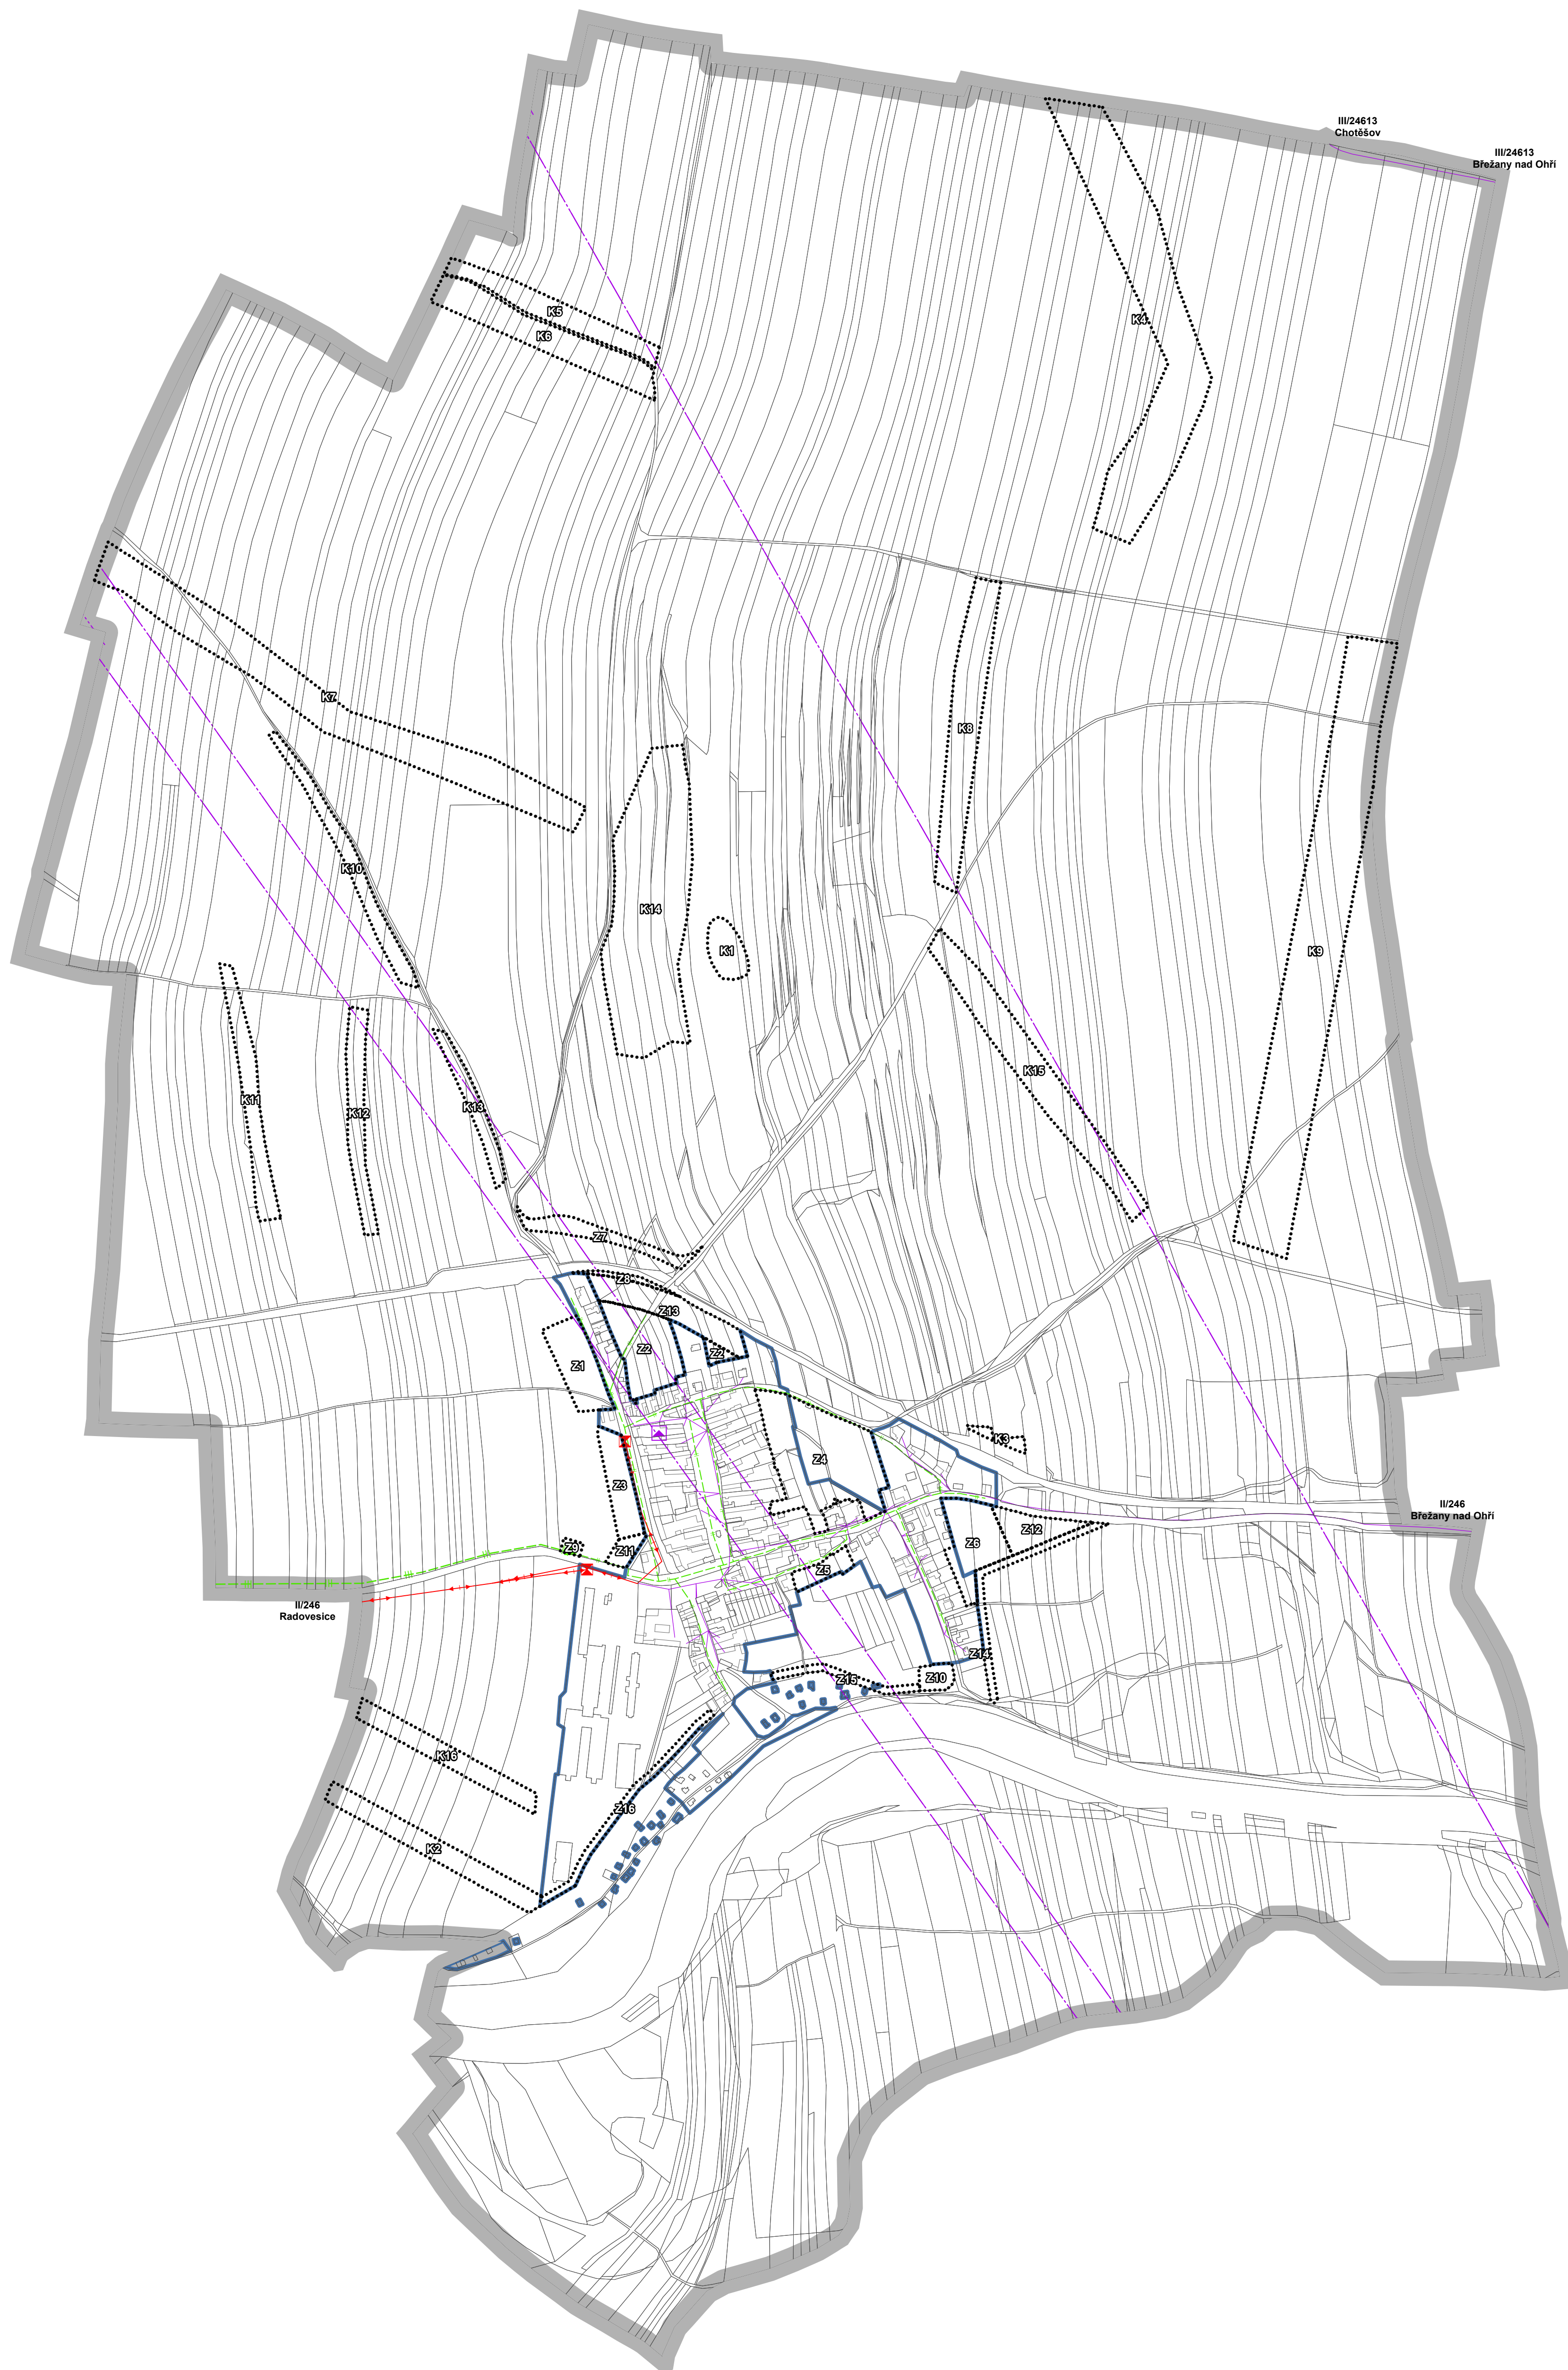 III/24613
Chotěšov
III/24613
Břežany nad Ohří
K5
K6
K4
K7
K8
K10
K14
K1
K9
K15
K11
K12
K13
Z7
Z8
Z13
Z2
Z2
Z1
K3
Z4
Z3
II/246
Břežany nad Ohří
Z12
Z6
Z9
Z11
Z5
II/246
Radovesice
Z14
Z15
Z10
K16
Z16
K2